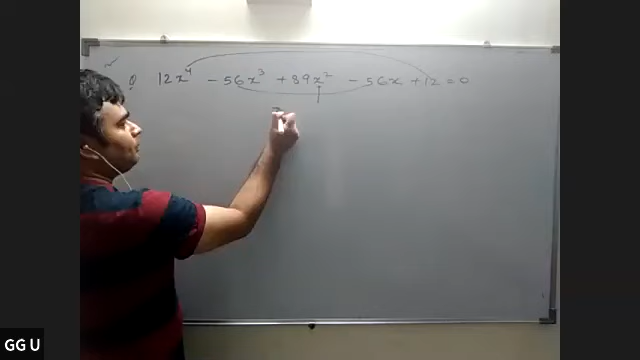 Q 12x⁴ - 56x³ + 89x² - 56x + 12 = 0
GG U